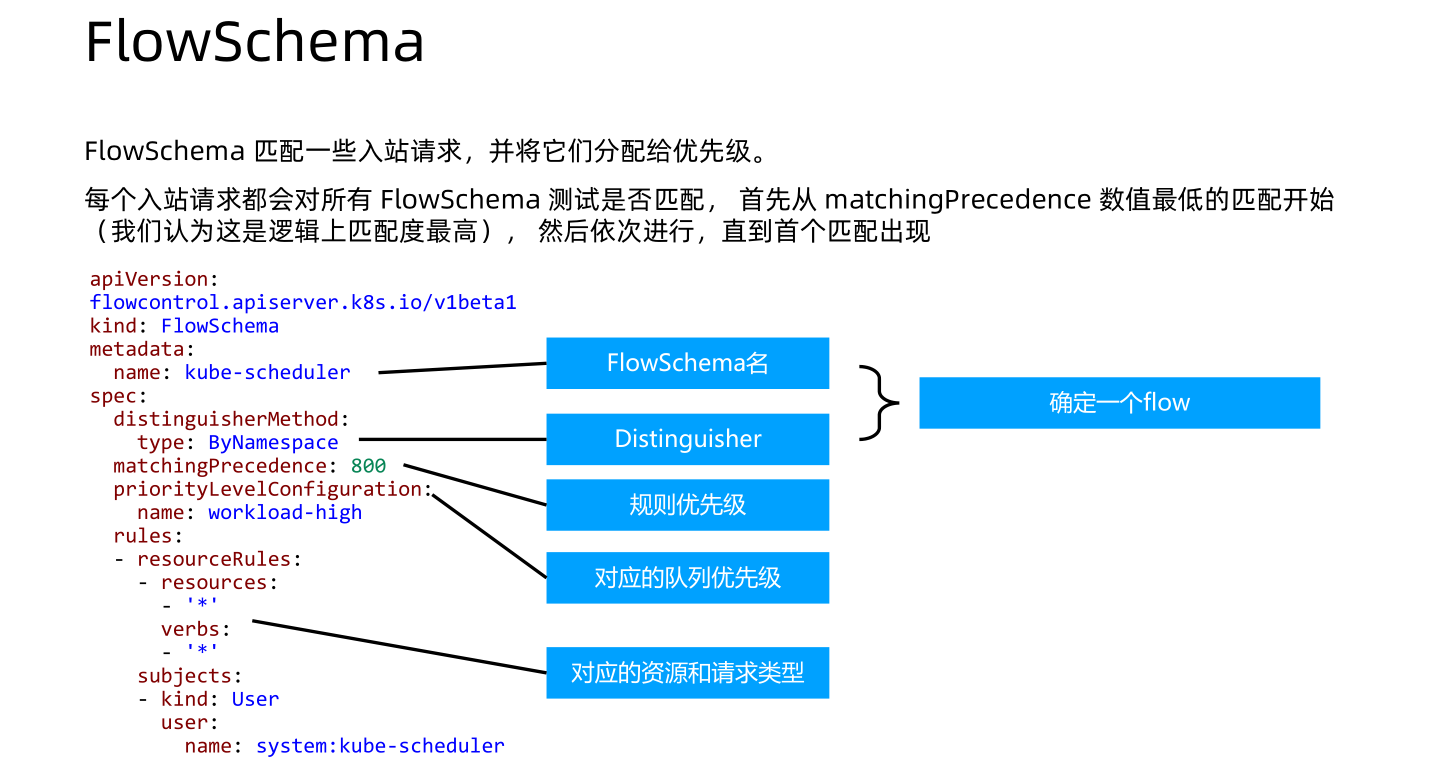 FlowSchema
FlowSchema 匹配一些入站请求，并将它们分配给优先级。
每个入站请求都会对所有 FlowSchema 测试是否匹配， 首先从 matchingPrecedence 数值最低的匹配开始
（我们认为这是逻辑上匹配度最高）， 然后依次进行，直到首个匹配出现
apiVersion:
flowcontrol.apiserver.k8s.io/v1beta1
kind: FlowSchema
metadata:
  name: kube-scheduler
spec:
  distinguisherMethod:
    type: ByNamespace
  matchingPrecedence: 800
  priorityLevelConfiguration:
    name: workload-high
  rules:
  - resourceRules:
    - resources:
      - '*'
      verbs:
      - '*'
    subjects:
    - kind: User
      user:
        name: system:kube-scheduler
FlowSchema名
Distinguisher
规则优先级
对应的队列优先级
对应的资源和请求类型
确定一个flow